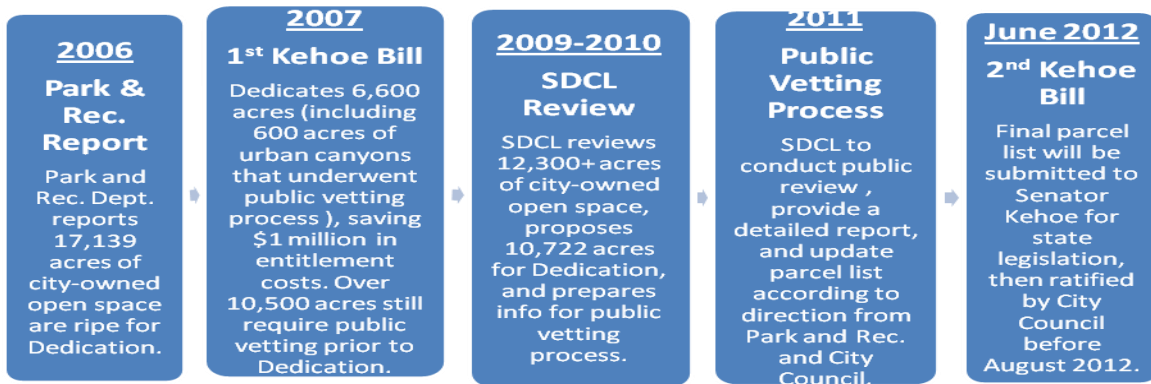 2006
Park &
Rec.
Report
Park and
Rec. Dept.
reports
17,139
acres of
city-owned
open space
are ripe for
Dedication.
2007
1st Kehoe Bill
Dedicates 6,600
acres (including
600 acres of
urban canyons
that underwent
public vetting
process ), saving
$1 million in
entitlement
costs. Over
10,500 acres still
require public
vetting prior to
Dedication.
2009-2010
SDCL
Review
SDCL reviews
12,300+ acres
of city-owned
open space,
proposes
10,722 acres
for Dedication,
and prepares
info for public
vetting
process.
2011
Public
Vetting
Process
SDCL to
conduct public
review ,
provide a
detailed report,
and update
parcel list
according to
direction from
Park and Rec.
and City
Council.
June 2012
2nd Kehoe
Bill
Final parcel
list will be
submitted to
Senator
Kehoe for
state
legislation,
then ratified
by City
Council
before
August 2012.